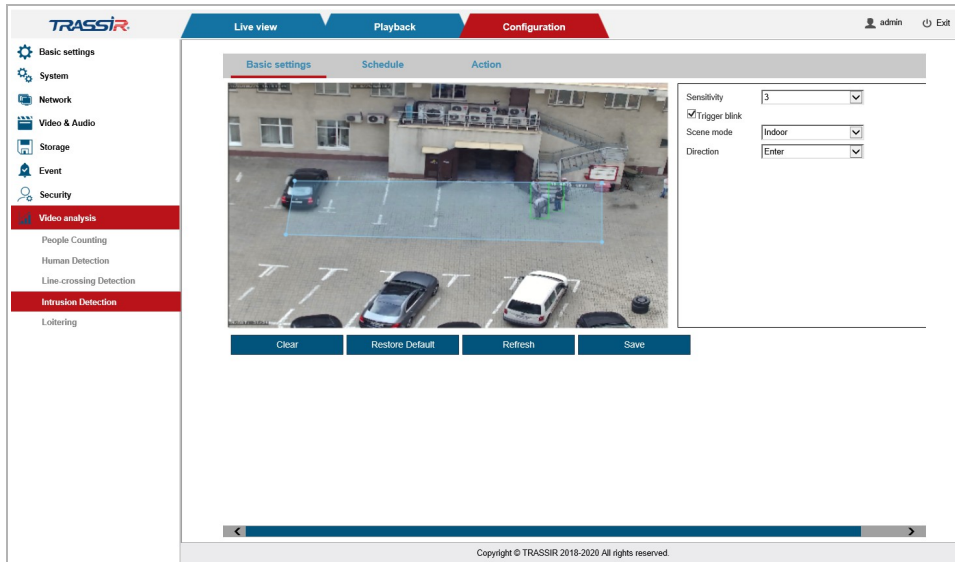 TRASSIR
Live view
Playback
Configuration
admin
Exit
Basic settings
System
Network
Video & Audio
Storage
Event
Security
Video analysis
People Counting
Human Detection
Line-crossing Detection
Intrusion Detection
Loitering
Basic settings
Schedule
Action
Sensitivity
3
Trigger blink
Scene mode
Indoor
Direction
Enter
Clear
Restore Default
Refresh
Save
Copyright © TRASSIR 2018-2020 All rights reserved.